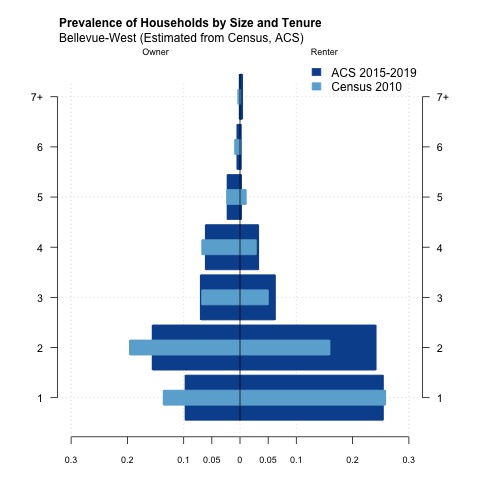 Prevalence of Households by Size and Tenure
Bellevue-West (Estimated from Census, ACS)
Owner Renter
ACS 2015-2019
Census 2010
7+ 7+
6 6
5 5
4 4
3 3
2 2
1 1
0.3 0.2 0.1 0.05 0 0.05 0.1 0.2 0.3